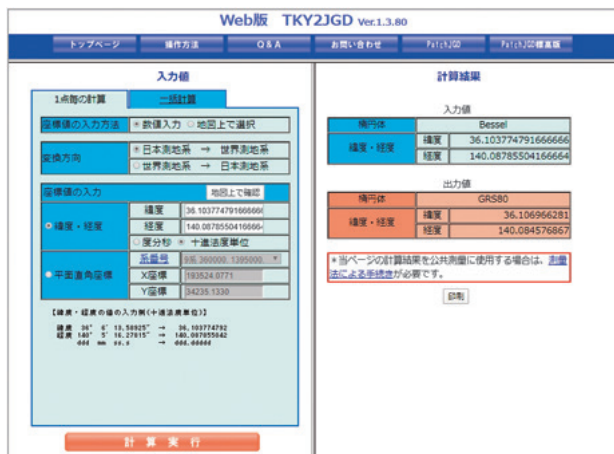 Web版 TKY2JGD Ver.1.3.80
トップページ 操作方法 Q&A お問い合わせ PatchJGD PatchJGD標高版
入力値
1点毎の計算 一括計算
座標値の入力方法 数値入力 地図上で選択
変換方向 日本測地系 → 世界測地系
世界測地系 → 日本測地系
座標値の入力 地図上で確認
緯度・経度 緯度 36.10377479166666
経度 140.0878550416666
度分秒 十進法度単位
平面直角座標 系番号 9系 360000. 1395000.
X座標 193524.0771
Y座標 34235.1330
【緯度・経度の値の入力例(十進法度単位)】
緯度 36° 6' 13.58925" → 36.103774792
経度 140° 5' 16.27815" → 140.087855042
ddd mm ss.s → ddd.ddddd
計算実行
計算結果
入力値
楕円体 Bessel
緯度・経度 緯度 36.103774791666666
経度 140.08785504166664
出力値
楕円体 GRS80
緯度・経度 緯度 36.106966281
経度 140.084576867
*当ページの計算結果を公共測量に使用する場合は、測量
法による手続きが必要です。
印刷